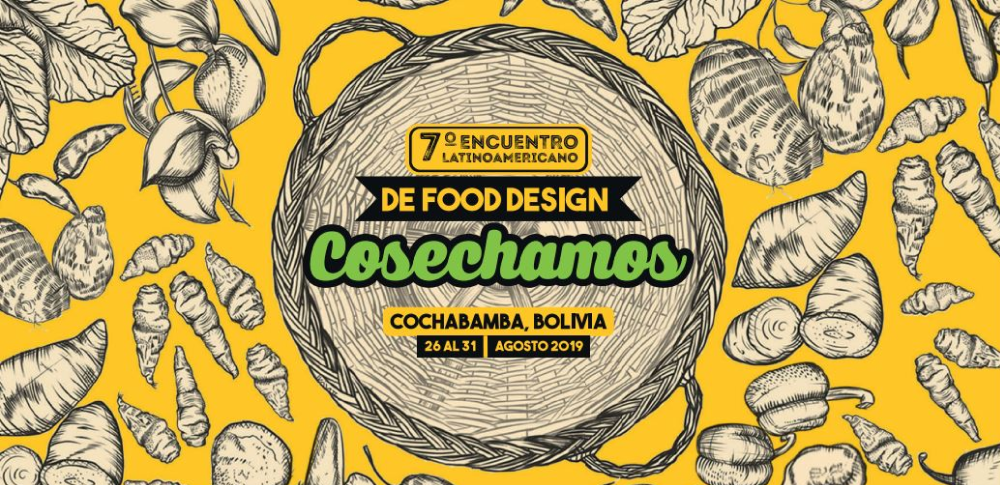 7º ENCUENTRO
LATINOAMERICANO
DE FOOD DESIGN
Cosechamos
COCHABAMBA, BOLIVIA
26 AL 31 | AGOSTO 2019